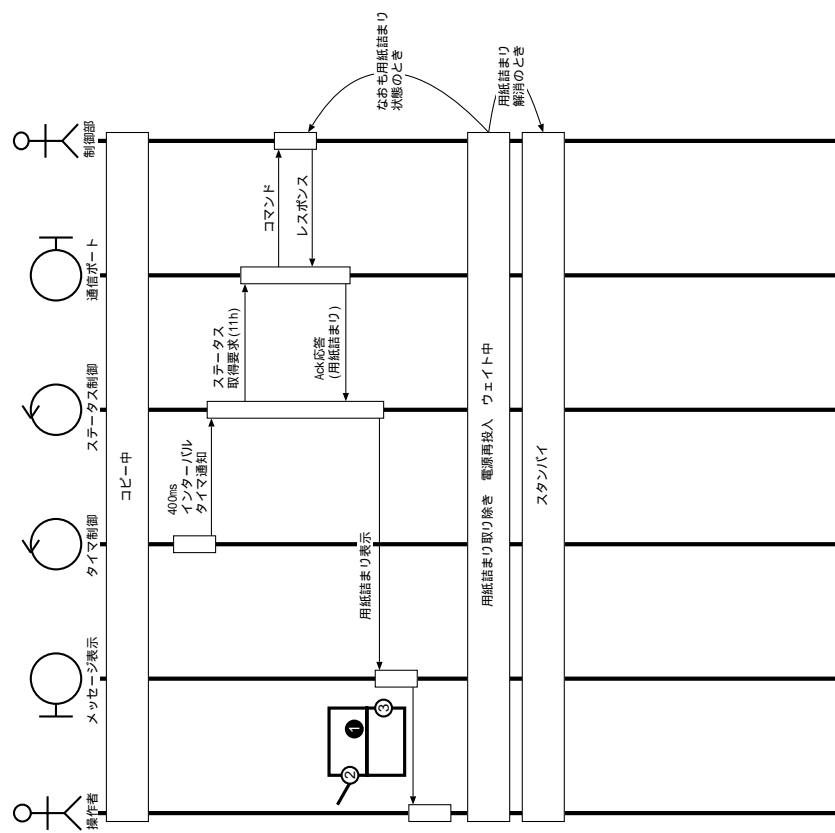 制御部
通信ポート
ステータス制御
タイマ制御
メッセージ表示
操作者
コピー中
400ms
インターバル
タイマ通知
ステータス
取得要求(11h)
コマンド
レスポンス
Ack応答
(用紙詰まり)
用紙詰まり表示
❶
②
③
なおも用紙詰まり
状態のとき
用紙詰まり取り除き 電源再投入 ウェイト中
用紙詰まり
解消のとき
スタンバイ